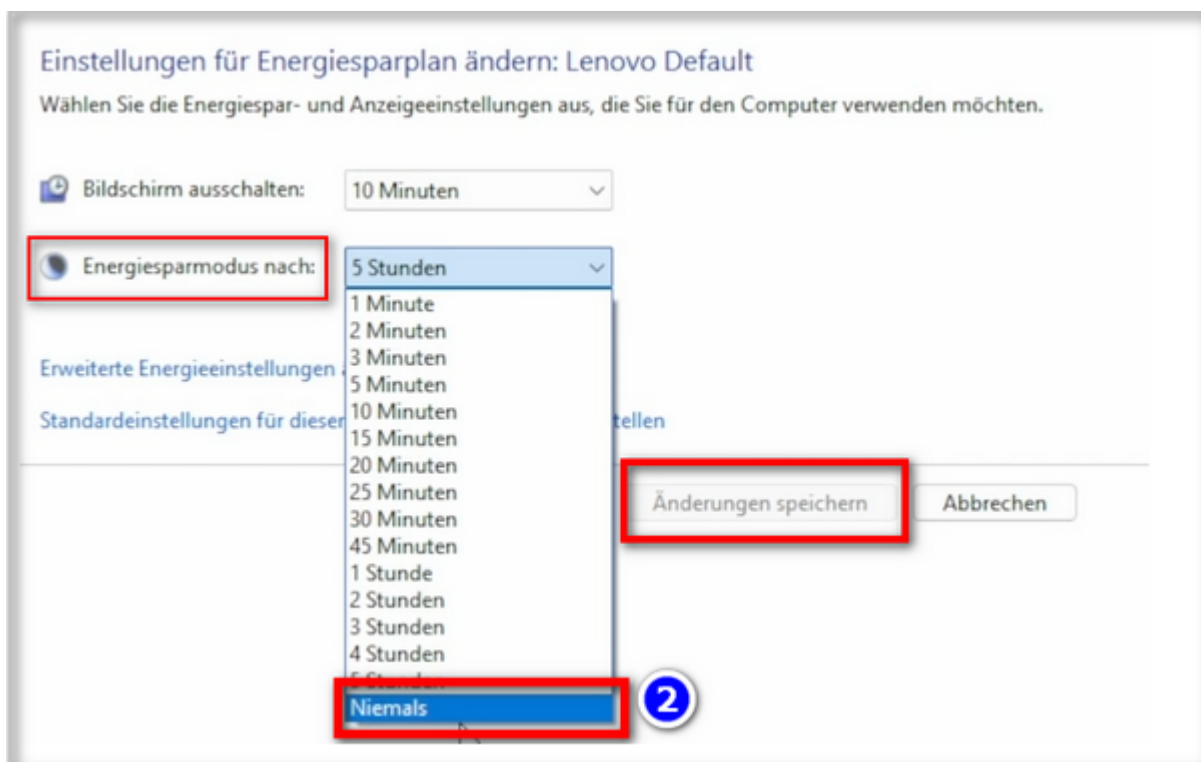 Einstellungen für Energiesparplan ändern: Lenovo Default
Wählen Sie die Energiespar- und Anzeigeeinstellungen aus, die Sie für den Computer verwenden möchten.
Bildschirm ausschalten: 10 Minuten
Energiesparmodus nach: 5 Stunden
1 Minute
2 Minuten
Erweiterte Energieeinstellungen 3 Minuten
5 Minuten
10 Minuten
Standardeinstellungen für dieser tellen
15 Minuten
20 Minuten
25 Minuten
30 Minuten
45 Minuten
1 Stunde
2 Stunden
3 Stunden
4 Stunden
5 Stunden
Niemals 2
Änderungen speichern Abbrechen